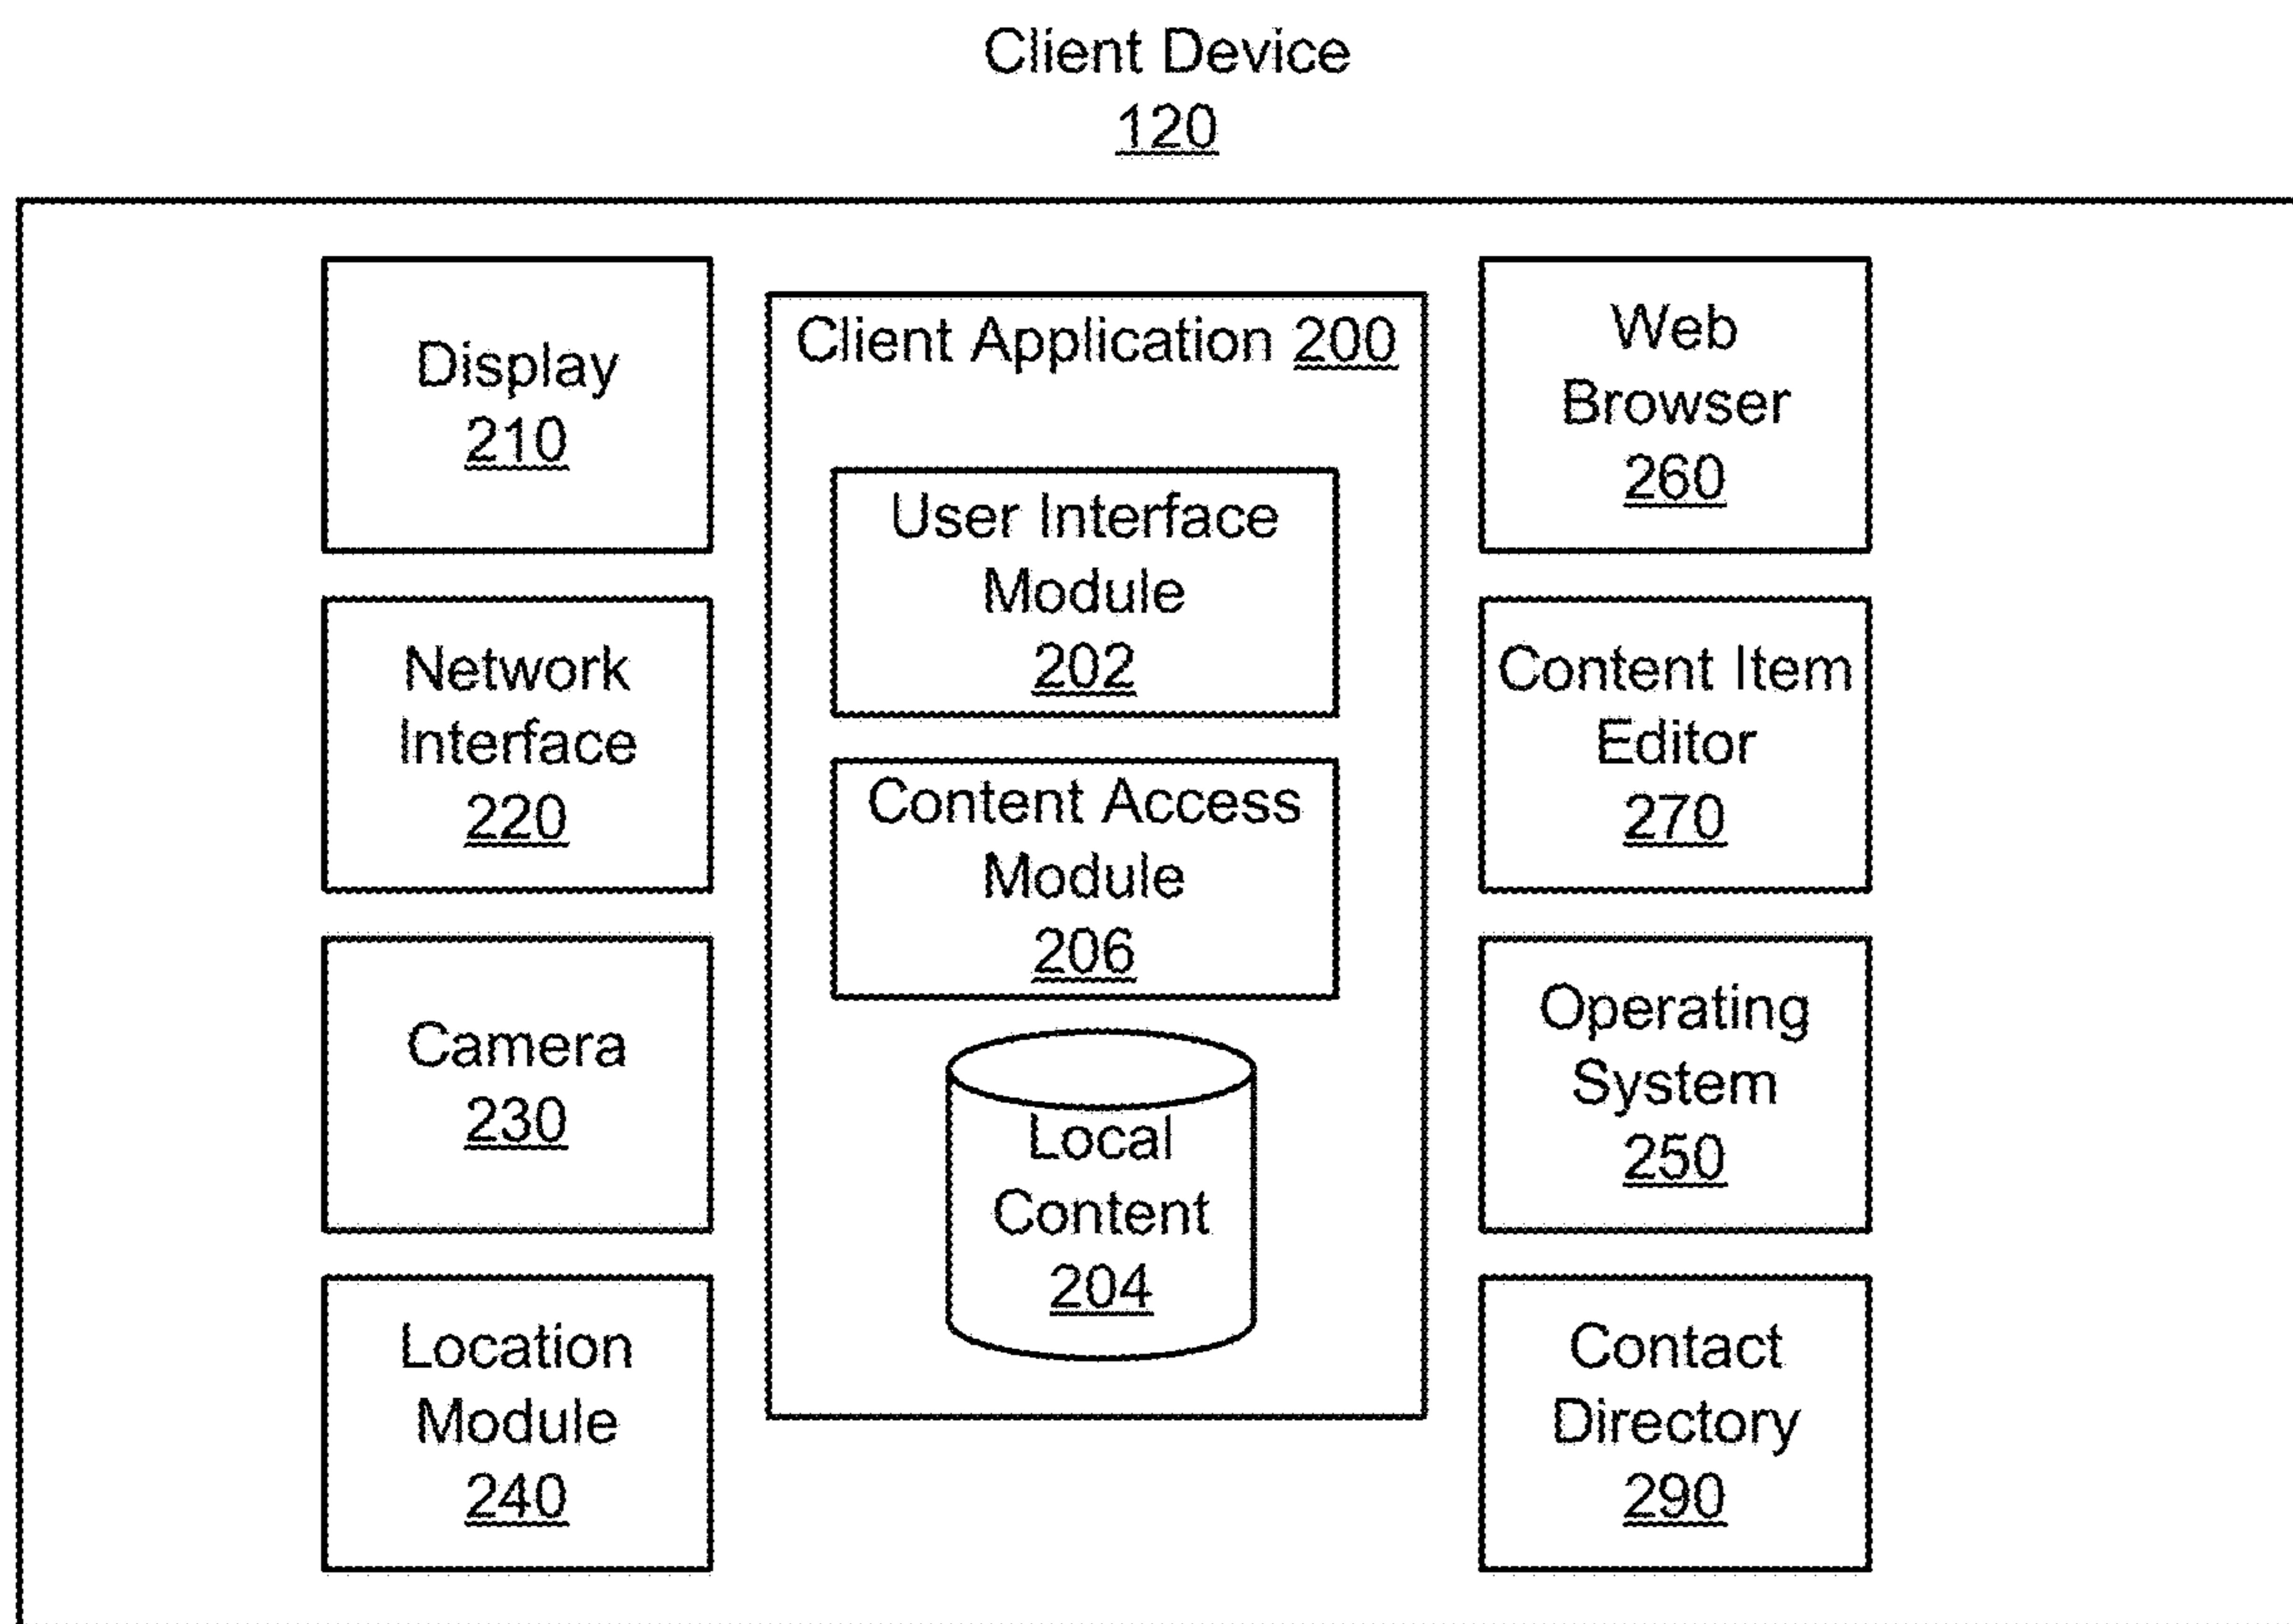 Client Device
120
Display
210
Network
Interface
220
Camera
230
Location
Module
240
Client Application 200
User Interface
Module
202
Content Access
Module
206
Local
Content
204
Web
Browser
260
Content Item
Editor
270
Operating
System
250
Contact
Directory
290